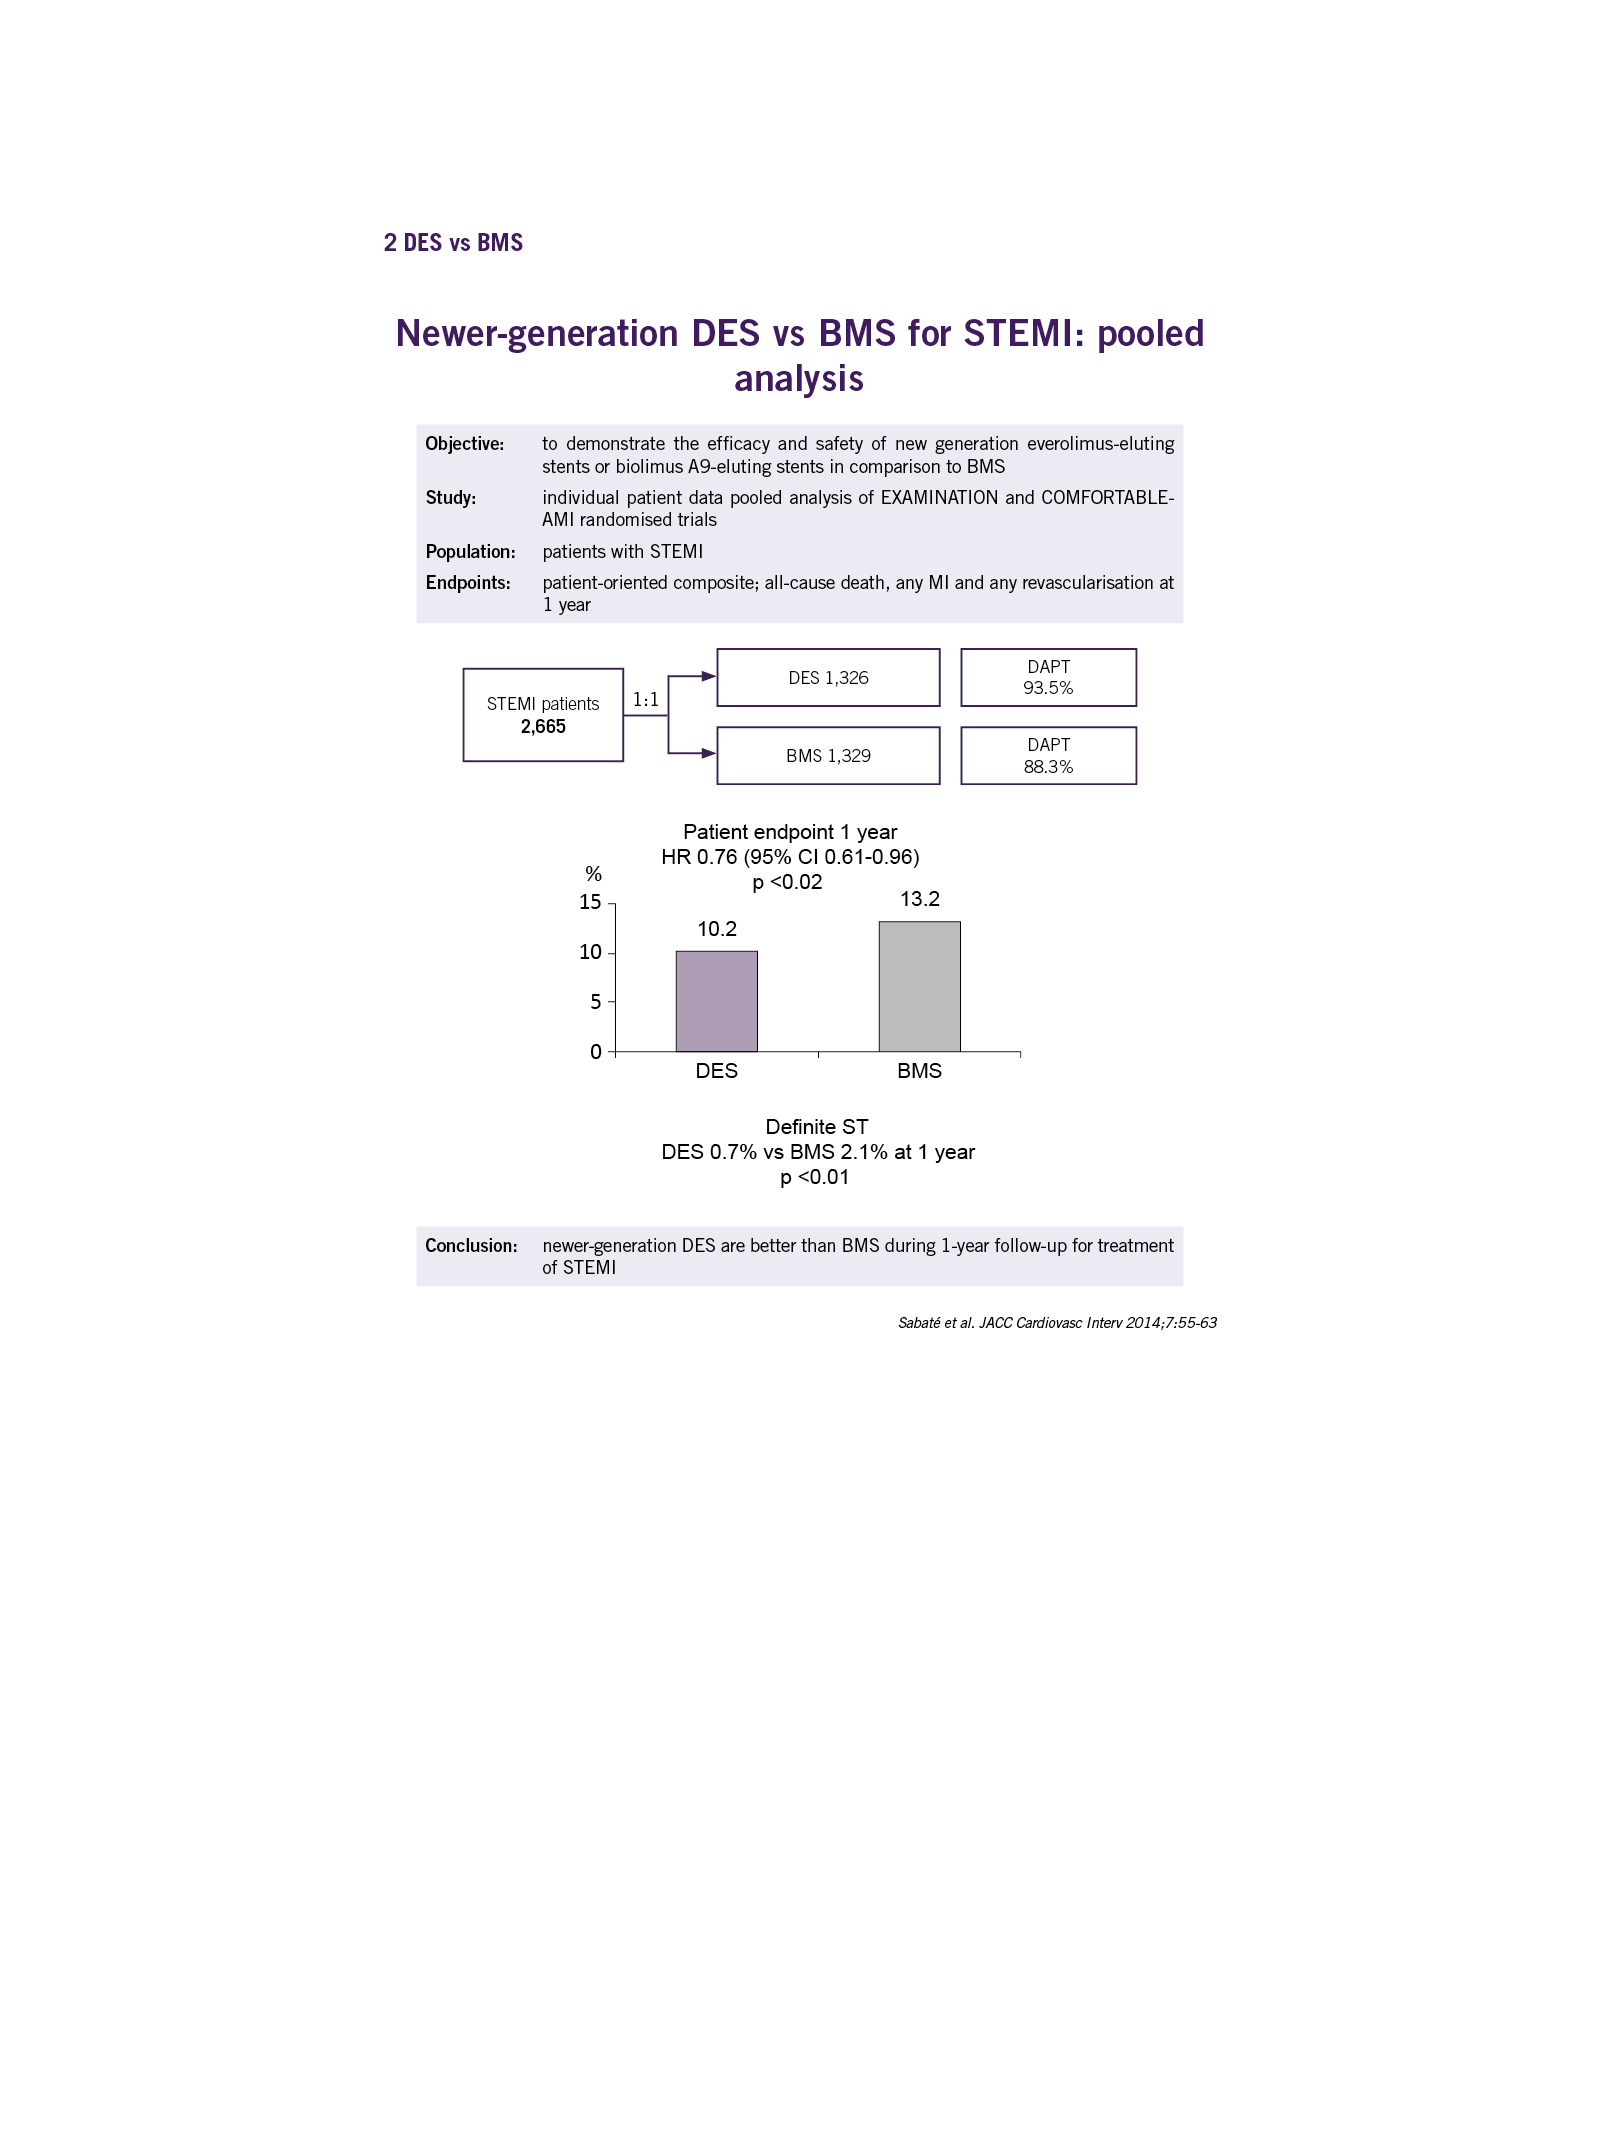 2 DES vs BMS
Newer-generation DES vs BMS for STEMI: pooled
analysis
Objective: to demonstrate the efficacy and safety of new generation everolimus-eluting
stents or biolimus A9-eluting stents in comparison to BMS
Study: individual patient data pooled analysis of EXAMINATION and COMFORTABLE-
AMI randomised trials
Population: patients with STEMI
Endpoints: patient-oriented composite; all-cause death, any MI and any revascularisation at
1 year
STEMI patients
2,665
1:1
DES 1,326
DAPT
93.5%
BMS 1,329
DAPT
88.3%
Patient endpoint 1 year
HR 0.76 (95% CI 0.61-0.96)
p <0.02
%
15
10
5
0
10.2
13.2
DES
BMS
Definite ST
DES 0.7% vs BMS 2.1% at 1 year
p <0.01
Conclusion: newer-generation DES are better than BMS during 1-year follow-up for treatment
of STEMI
Sabaté et al. JACC Cardiovasc Interv 2014;7:55-63